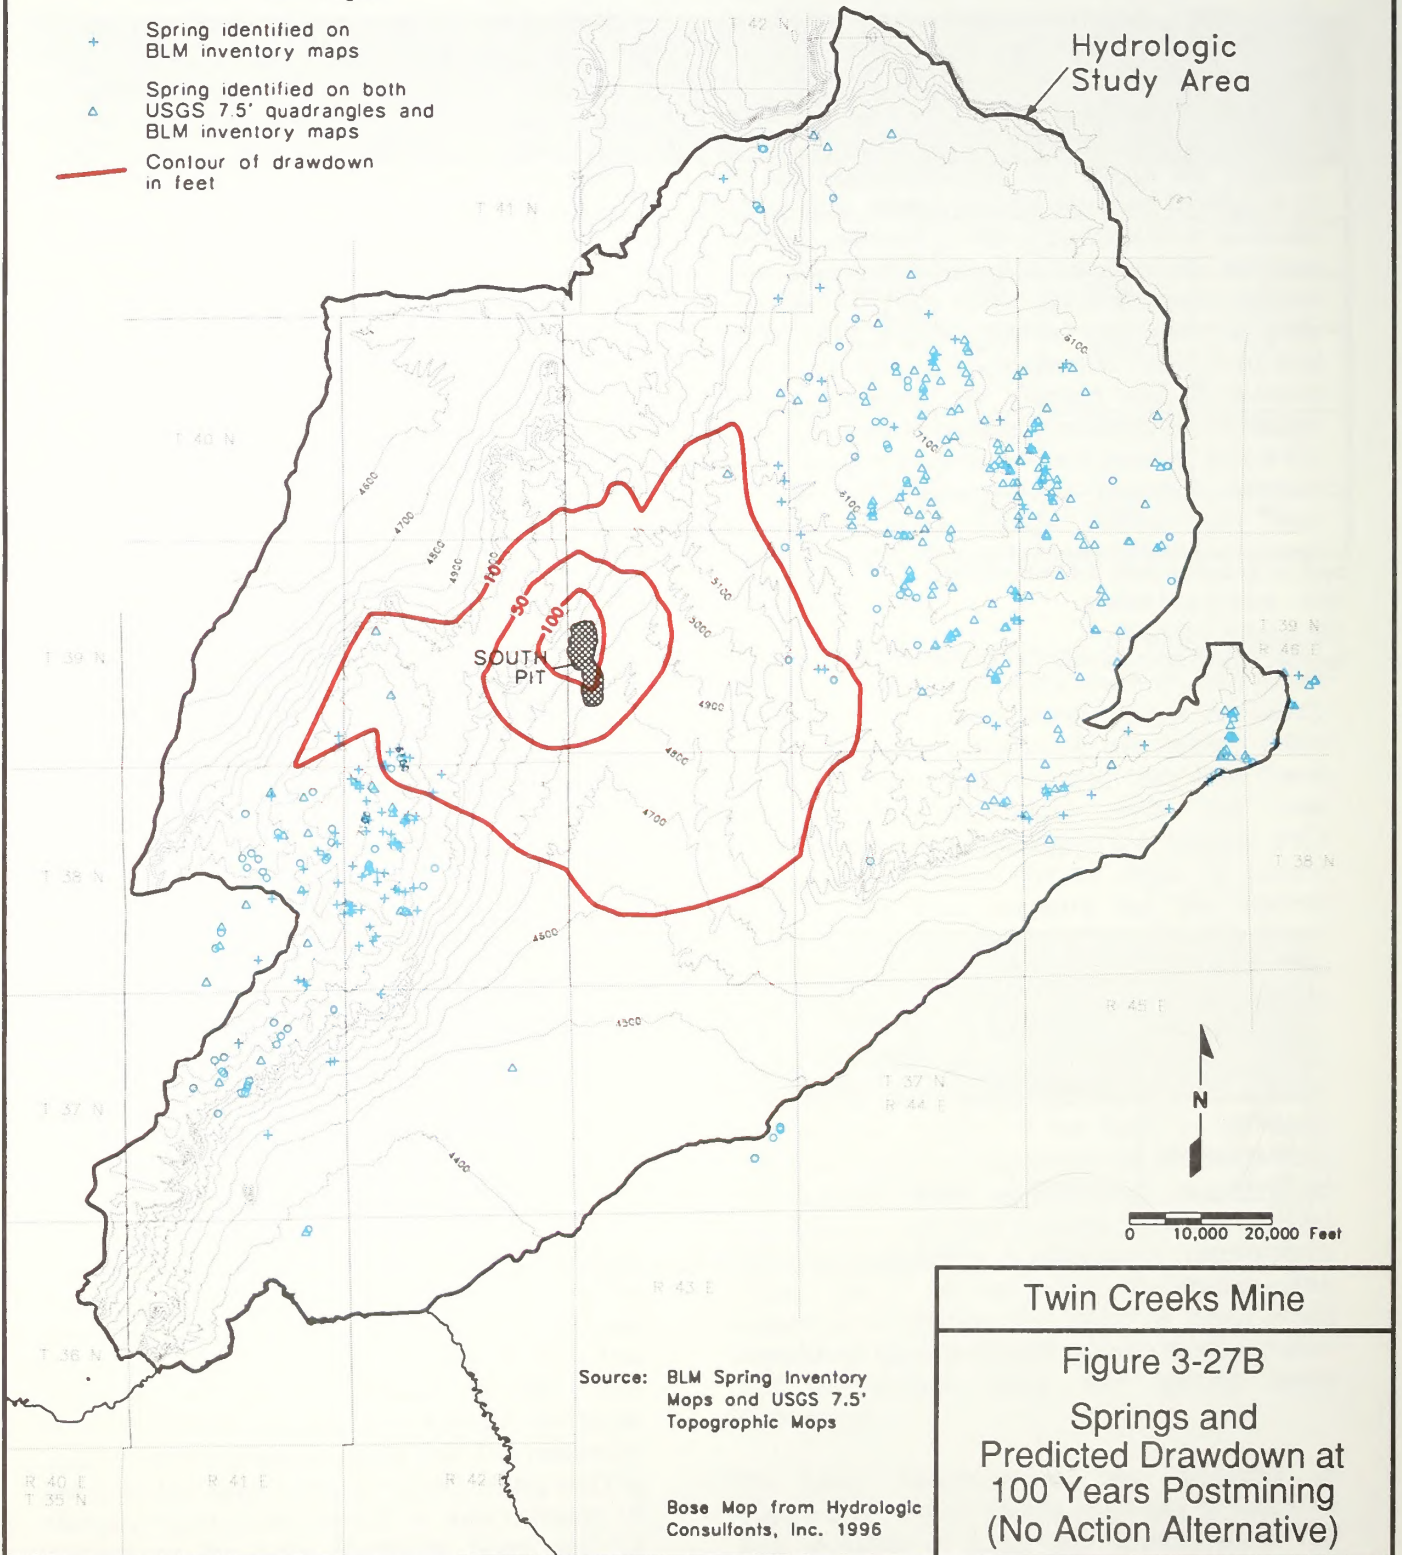 Spring identified on
BLM inventory maps
Spring identified on both
USGS 7.5' quadrangles and
BLM inventory maps
Contour of drawdown
in feet
Hydrologic
Study Area
T 42 N
T 41 N
6100
T 40 N
7100
6100
4600
4700
4800
4900
10
50
100
5100
5000
T 39 N
T 39 N
R 46 E
SOUTH
PIT
4900
4800
4700
T 38 N
T 38 N
4500
4300
R 45 E
T 37 N
R 44 E
T 37 N
N
4400
0 10,000 20,000 Feet
R 43 E
T 36 N
R 40 E
T 35 N
R 41 E
R 42
Source: BLM Spring Inventory
Maps and USGS 7.5'
Topographic Maps
Base Map from Hydrologic
Consultants, Inc. 1996
Twin Creeks Mine
Figure 3-27B
Springs and
Predicted Drawdown at
100 Years Postmining
(No Action Alternative)